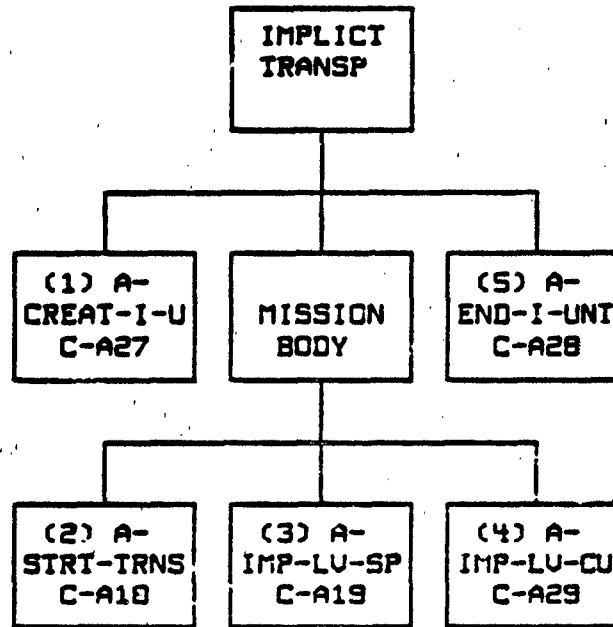 IMPLICT
TRANSP
(1) A-
CREAT-I-U
C-A27
MISSION
BODY
(5) A-
END-I-UNT
C-A28
(2) A-
STRT-TRNS
C-A10
(3) A-
IMP-LV-SP
C-A19
(4) A-
IMP-LV-CU
C-A29